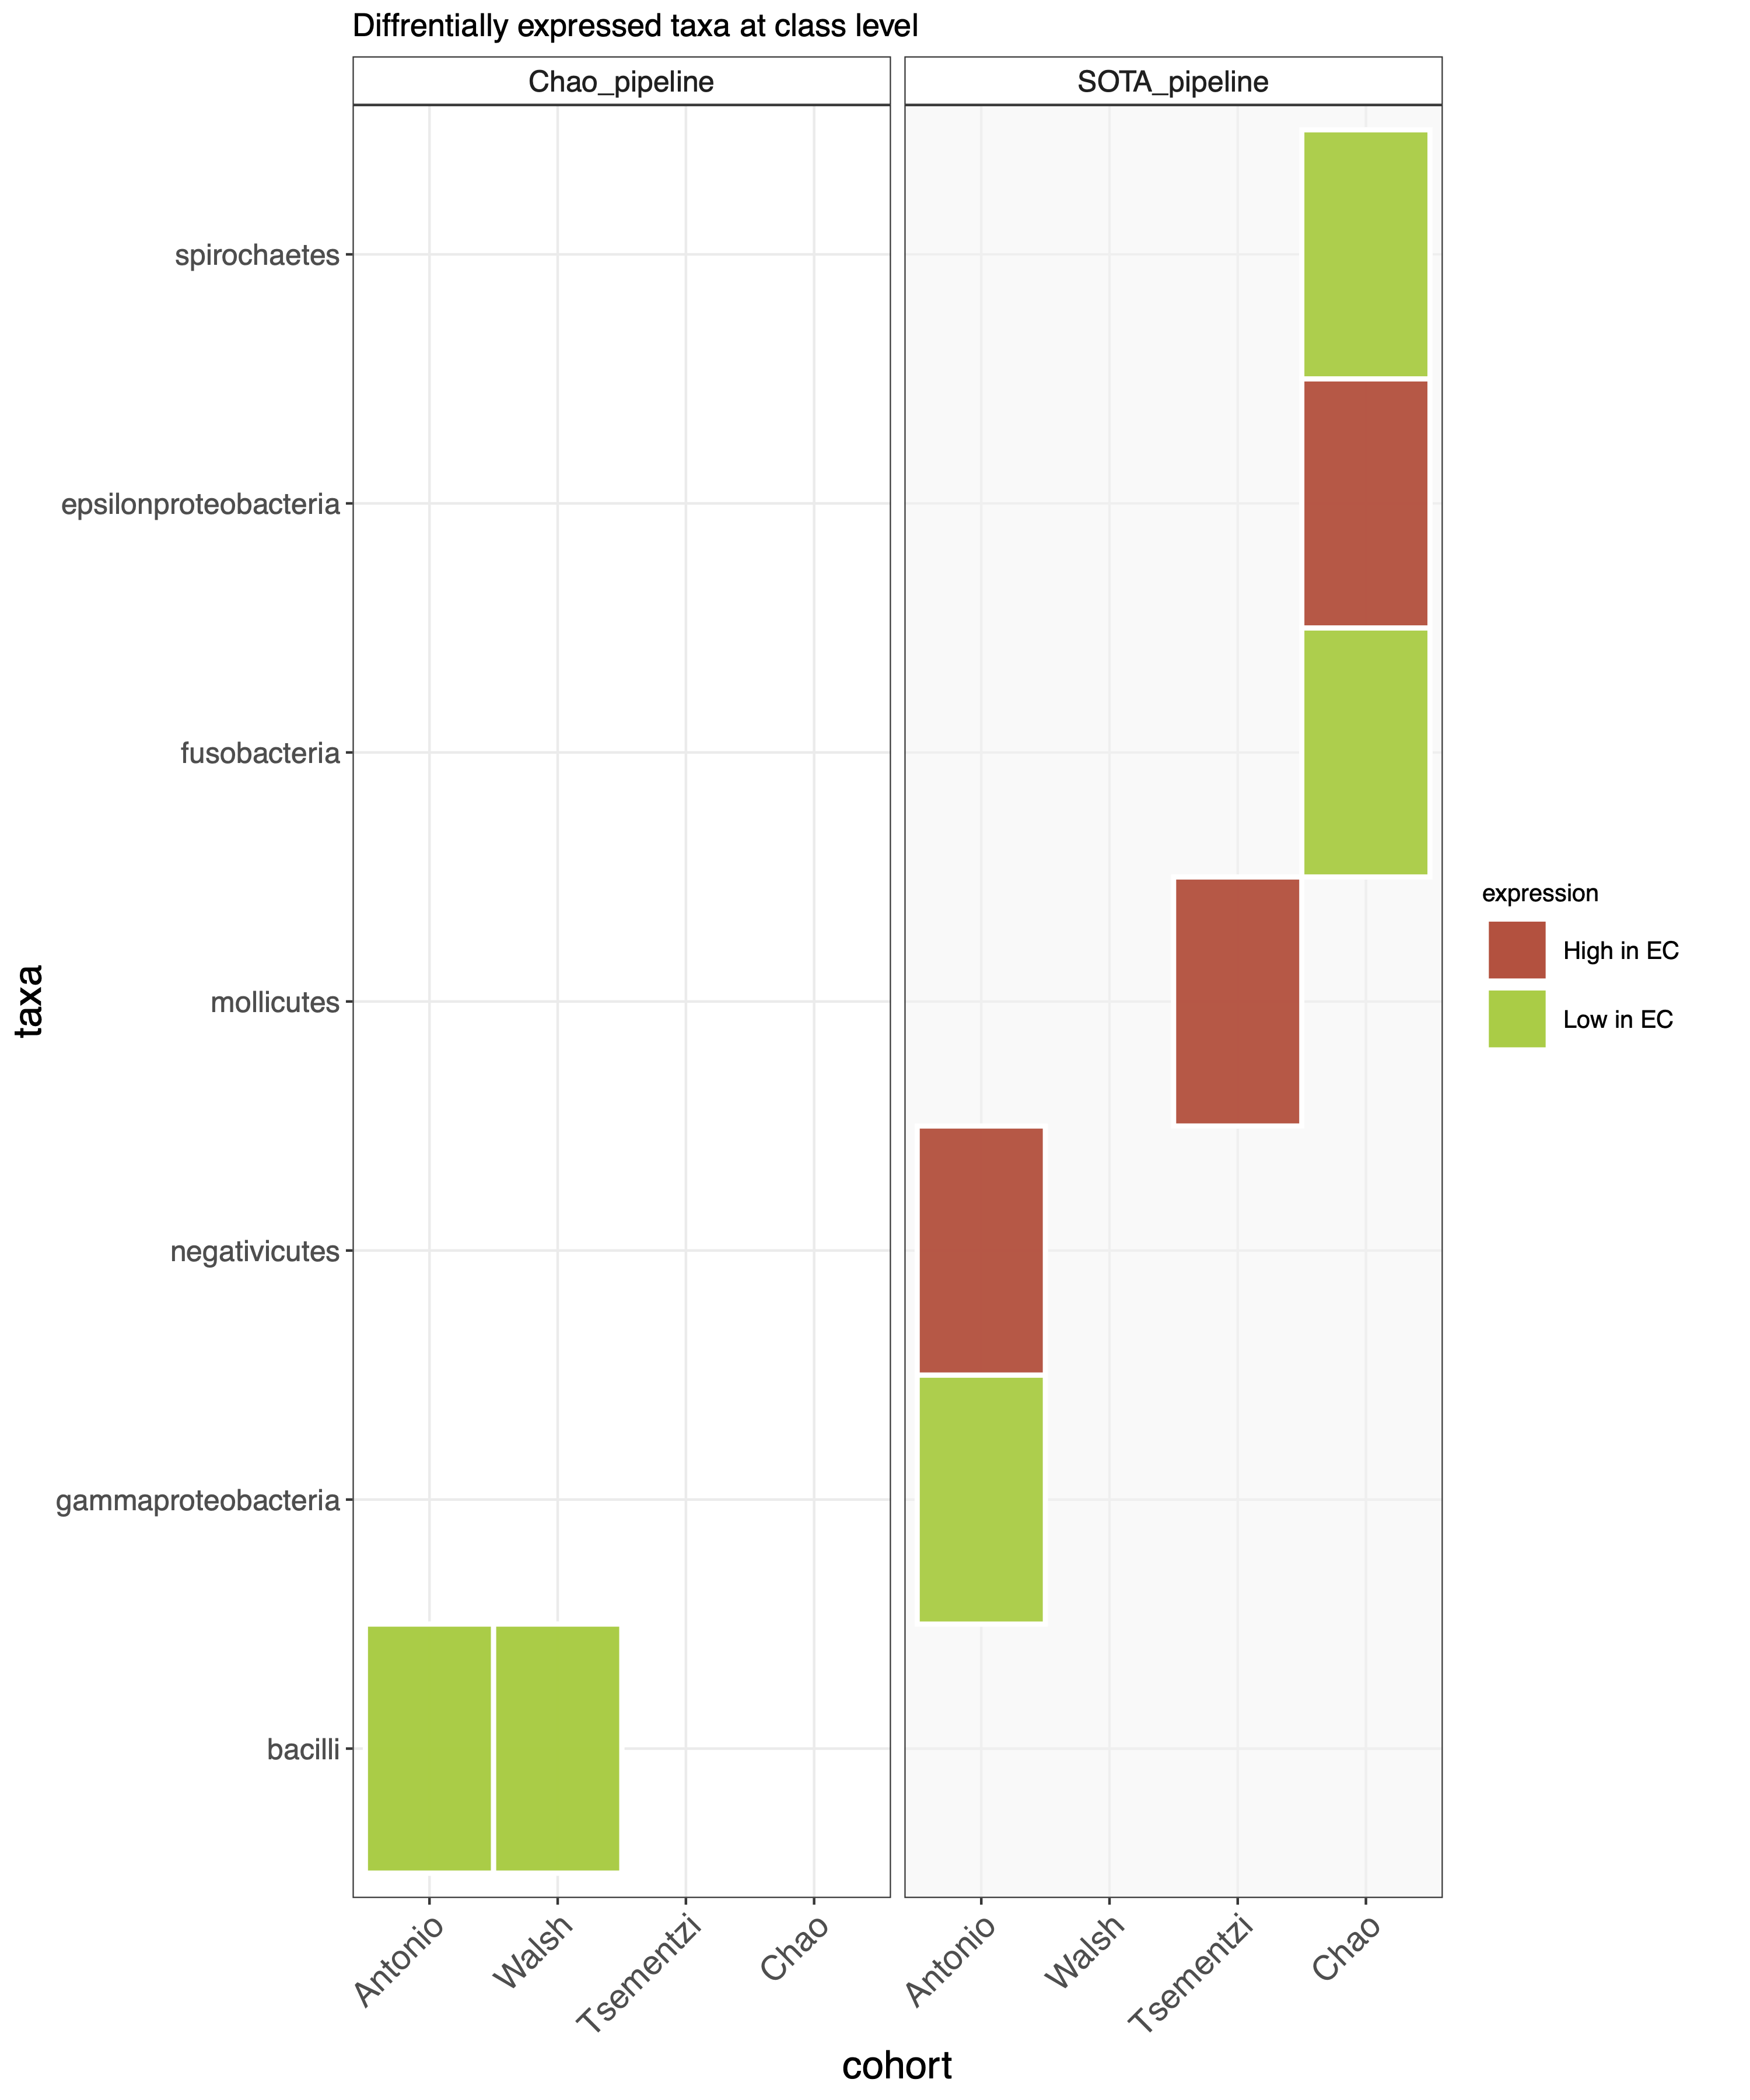 Diffrentially expressed taxa at class level
Chao_pipeline
SOTA_pipeline
spirochaetes
epsilonproteobacteria
fusobacteria
mollicutes
negativicutes
gammaproteobacteria
bacilli
taxa
expression
High in EC
Low in EC
Antonio
Walsh
Tsementzi
Chao
Antonio
Walsh
Tsementzi
Chao
cohort